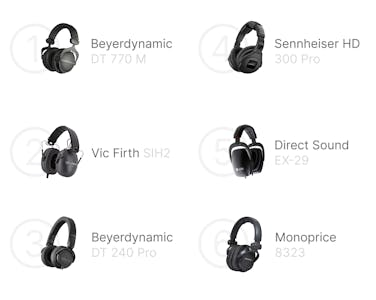 1
Beyerdynamic
DT 770 M
2
Vic Firth SIH2
3
Beyerdynamic
DT 240 Pro
4
Sennheiser HD
300 Pro
5
Direct Sound
EX-29
6
Monoprice
8323